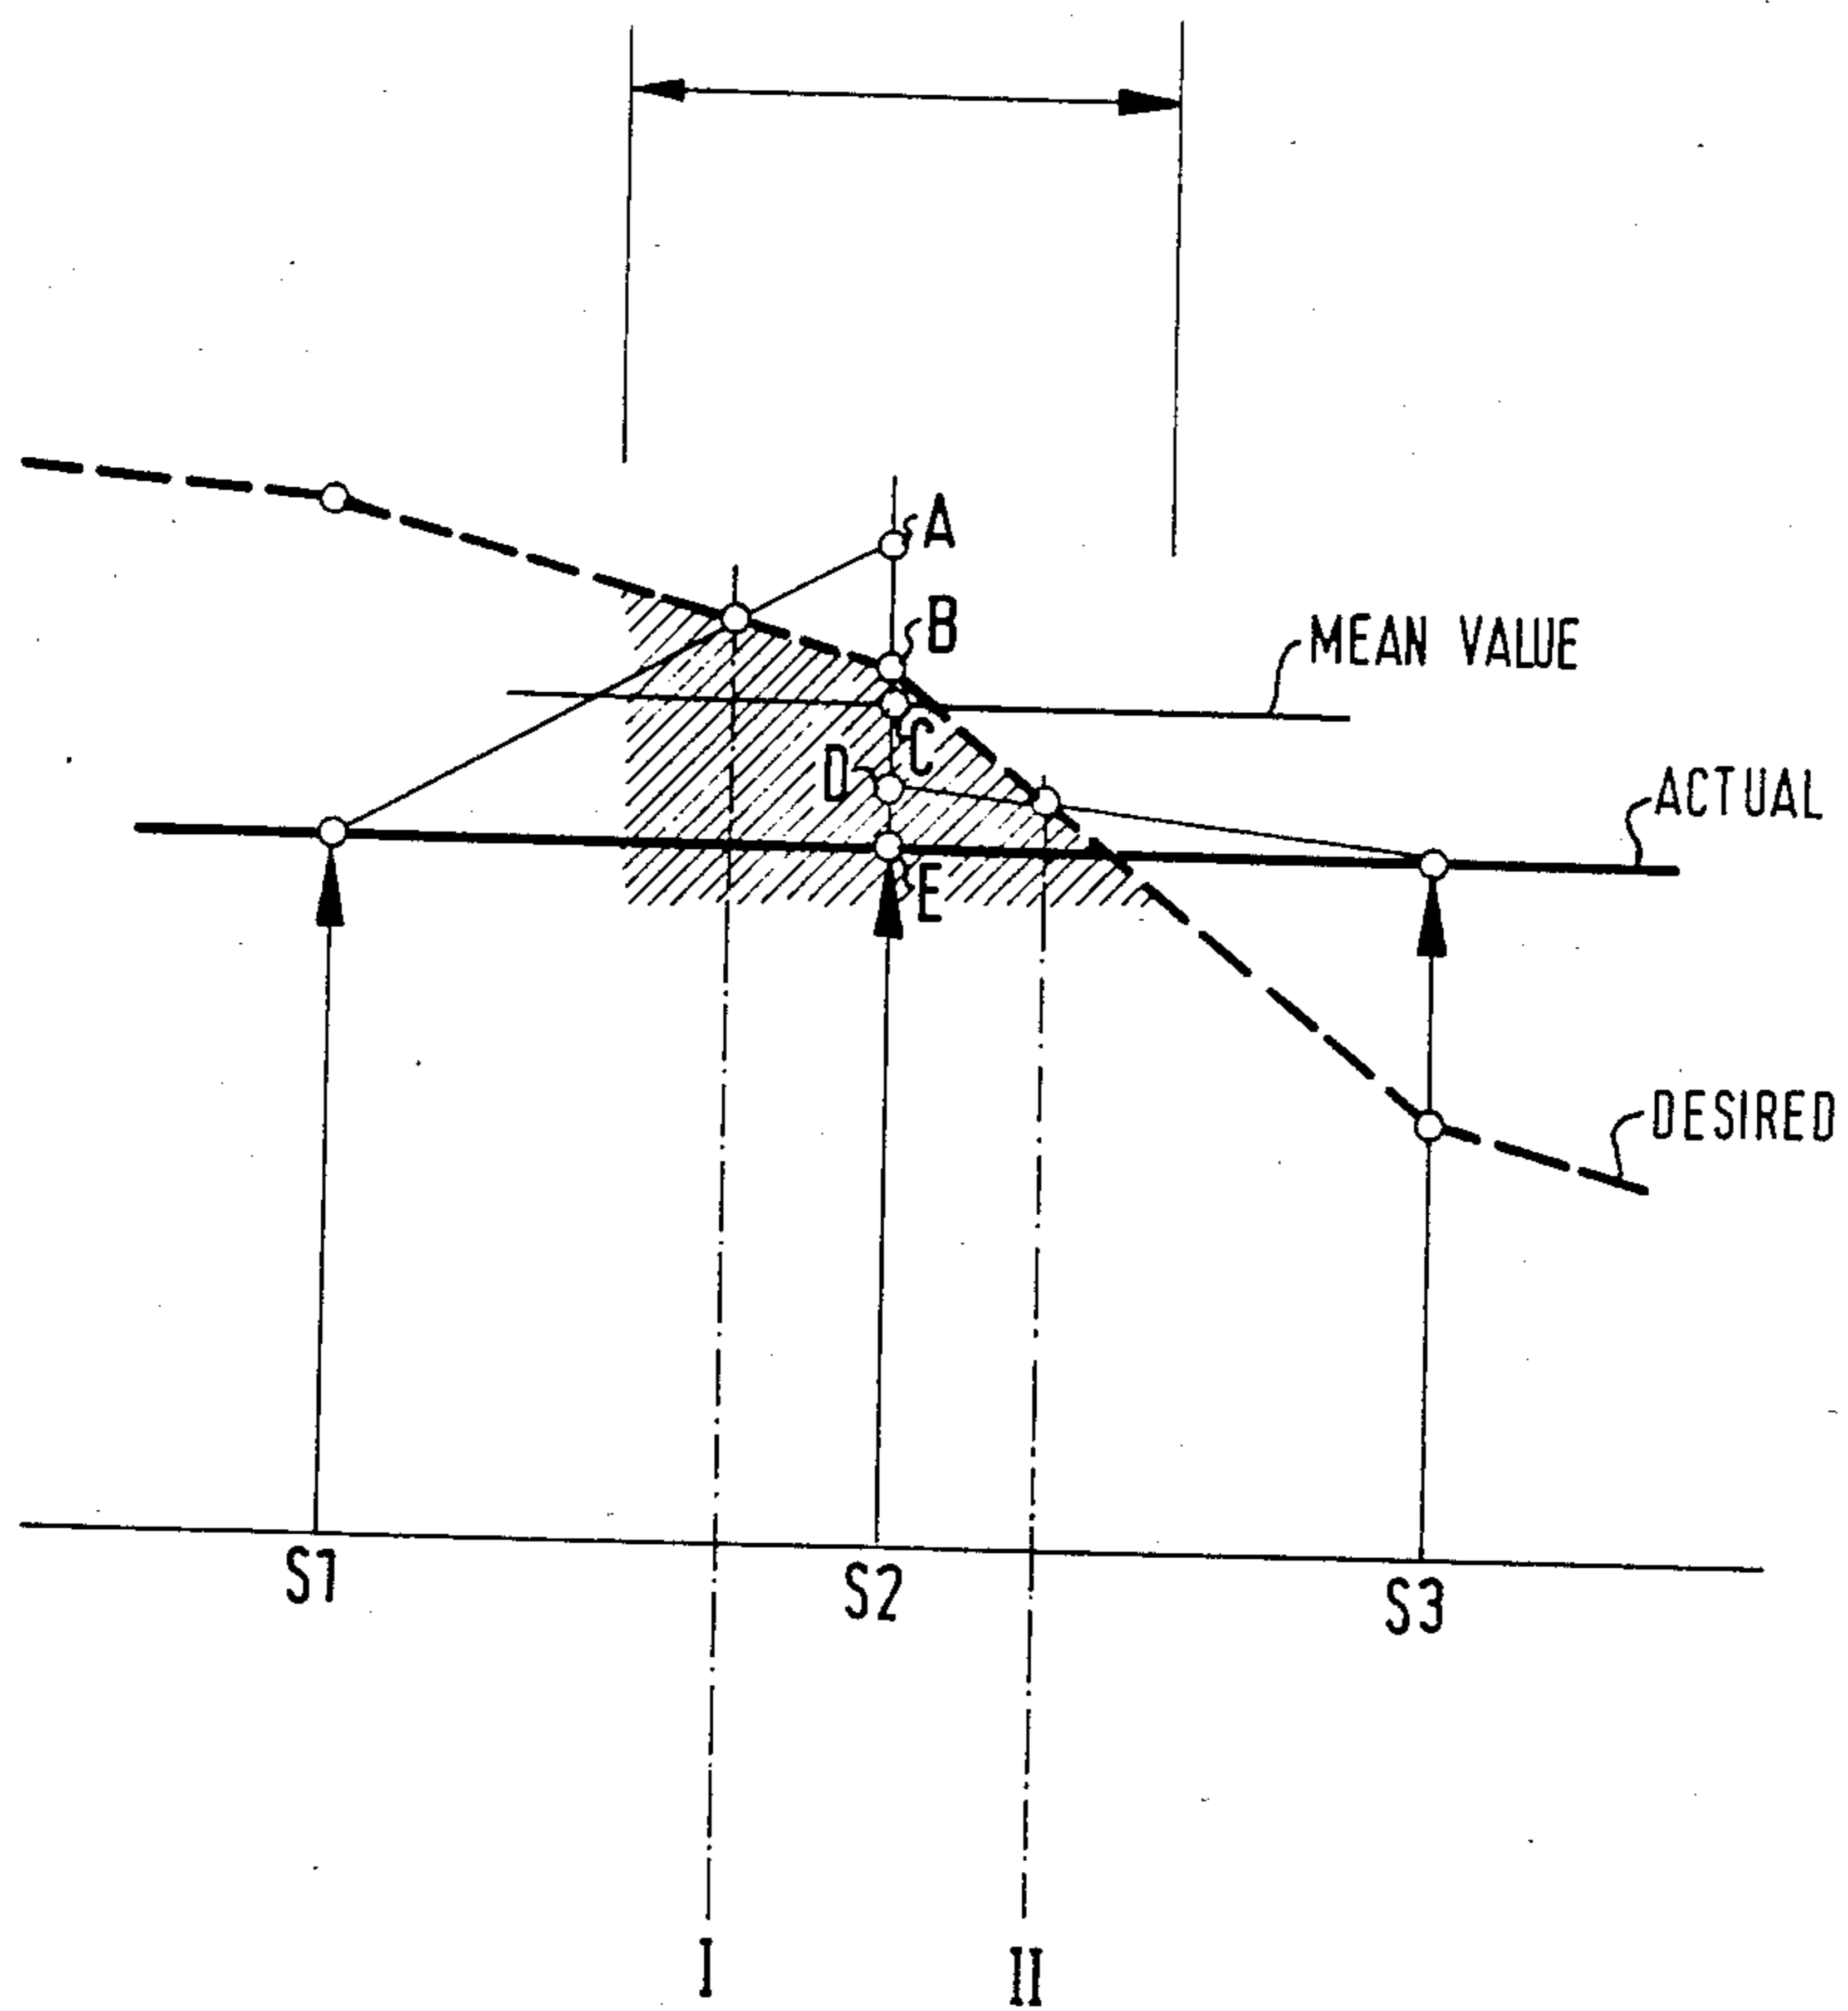 A
B
MEAN VALUE
C
D
ACTUAL
E
DESIRED
S1
S2
S3
I
II